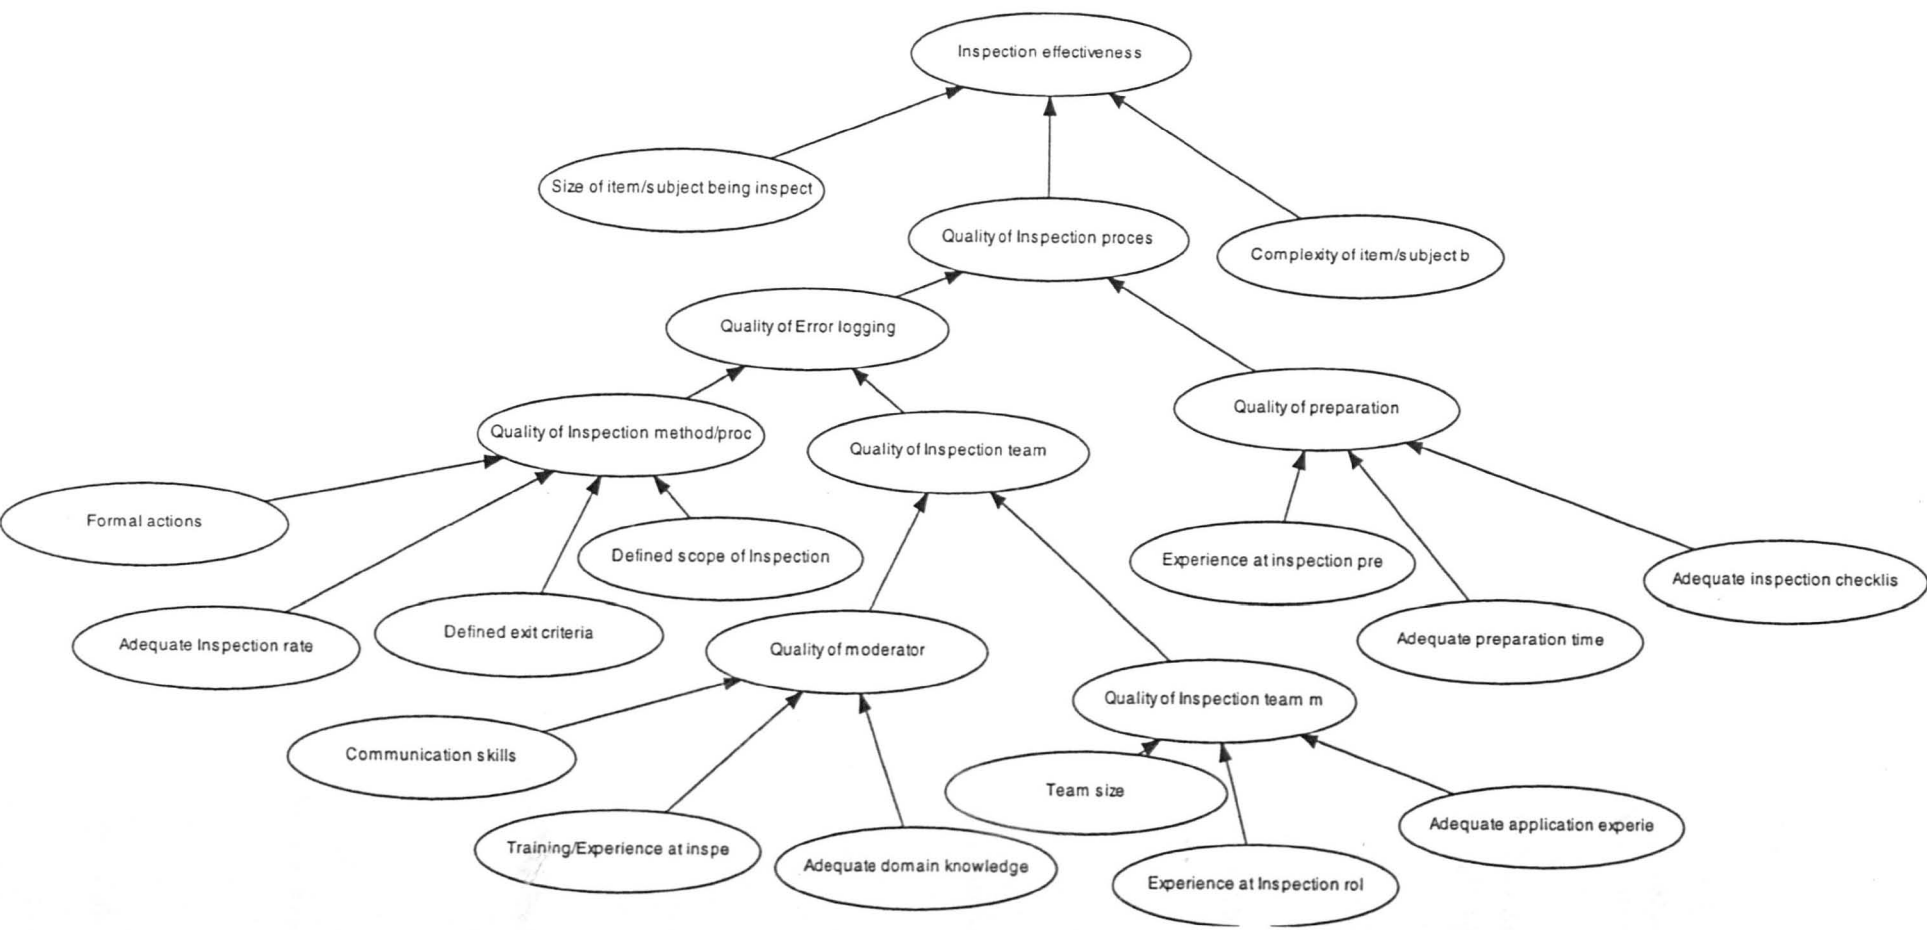 Inspection effectiveness
Size of item/subject being inspect
Quality of Inspection proces
Complexity of item/subject b
Quality of Error logging
Quality of preparation
Quality of Inspection method/proc
Quality of Inspection team
Formal actions
Defined scope of Inspection
Experience at inspection pre
Adequate inspection checklis
Adequate Inspection rate
Defined exit criteria
Adequate preparation time
Quality of moderator
Quality of Inspection team m
Communication skills
Team size
Adequate application experie
Training/Experience at inspe
Adequate domain knowledge
Experience at Inspection rol